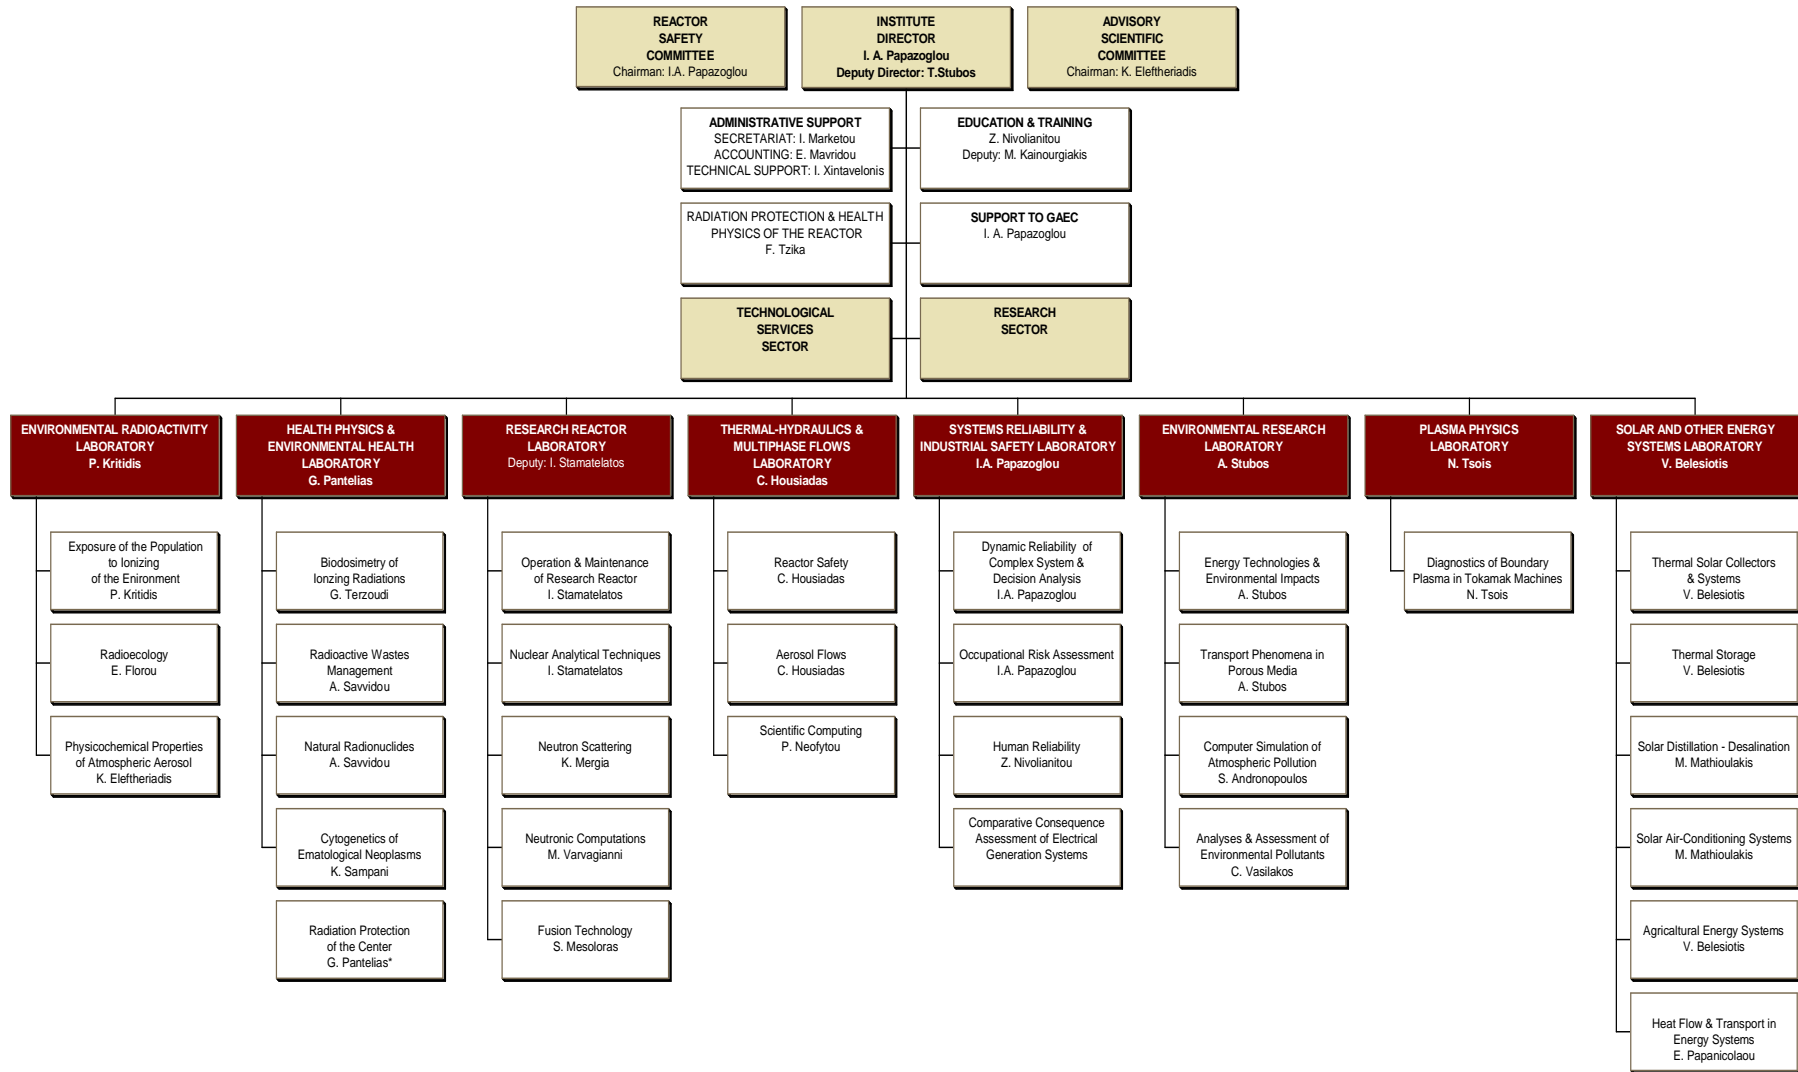 REACTOR
SAFETY
COMMITTEE
Chairman: I.A. Papazoglou
INSTITUTE
DIRECTOR
I. A. Papazoglou
Deputy Director: T.Stubos
ADVISORY
SCIENTIFIC
COMMITTEE
Chairman: K. Eleftheriadis
ADMINISTRATIVE SUPPORT
SECRETARIAT: I. Marketou
ACCOUNTING: E. Mavridou
TECHNICAL SUPPORT: I. Xintavelonis
EDUCATION & TRAINING
Z. Nivolianitou
Deputy: M. Kainourgiakis
RADIATION PROTECTION & HEALTH
PHYSICS OF THE REACTOR
F. Tzika
SUPPORT TO GAEC
I. A. Papazoglou
TECHNOLOGICAL
SERVICES
SECTOR
RESEARCH
SECTOR
ENVIRONMENTAL RADIOACTIVITY
LABORATORY
P. Kritidis
Exposure of the Population
to Ionizing
of the Enironment
P. Kritidis
Radioecology
E. Florou
Physicochemical Properties
of Atmospheric Aerosol
K. Eleftheriadis
HEALTH PHYSICS &
ENVIRONMENTAL HEALTH
LABORATORY
G. Pantelias
Biodosimetry of
Ionzing Radiations
G. Terzoudi
Radioactive Wastes
Management
A. Savvidou
Natural Radionuclides
A. Savvidou
Cytogenetics of
Ematological Neoplasms
K. Sampani
Radiation Protection
of the Center
G. Pantelias*
RESEARCH REACTOR
LABORATORY
Deputy: I. Stamatelatos
Operation & Maintenance
of Research Reactor
I. Stamatelatos
Nuclear Analytical Techniques
I. Stamatelatos
Neutron Scattering
K. Mergia
Neutronic Computations
M. Varvagianni
Fusion Technology
S. Mesoloras
THERMAL-HYDRAULICS &
MULTIPHASE FLOWS
LABORATORY
C. Housiadas
Reactor Safety
C. Housiadas
Aerosol Flows
C. Housiadas
Scientific Computing
P. Neofytou
SYSTEMS RELIABILITY &
INDUSTRIAL SAFETY LABORATORY
I.A. Papazoglou
Dynamic Reliability of
Complex System &
Decision Analysis
I.A. Papazoglou
Occupational Risk Assessment
I.A. Papazoglou
Human Reliability
Z. Nivolianitou
Comparative Consequence
Assessment of Electrical
Generation Systems
ENVIRONMENTAL RESEARCH
LABORATORY
A. Stubos
Energy Technologies &
Environmental Impacts
A. Stubos
Transport Phenomena in
Porous Media
A. Stubos
Computer Simulation of
Atmospheric Pollution
S. Andronopoulos
Analyses & Assessment of
Environmental Pollutants
C. Vasilakos
PLASMA PHYSICS
LABORATORY
N. Tsois
Diagnostics of Boundary
Plasma in Tokamak Machines
N. Tsois
SOLAR AND OTHER ENERGY
SYSTEMS LABORATORY
V. Belesiotis
Thermal Solar Collectors
& Systems
V. Belesiotis
Thermal Storage
V. Belesiotis
Solar Distillation - Desalination
M. Mathioulakis
Solar Air-Conditioning Systems
M. Mathioulakis
Agricaltural Energy Systems
V. Belesiotis
Heat Flow & Transport in
Energy Systems
E. Papanicolaou